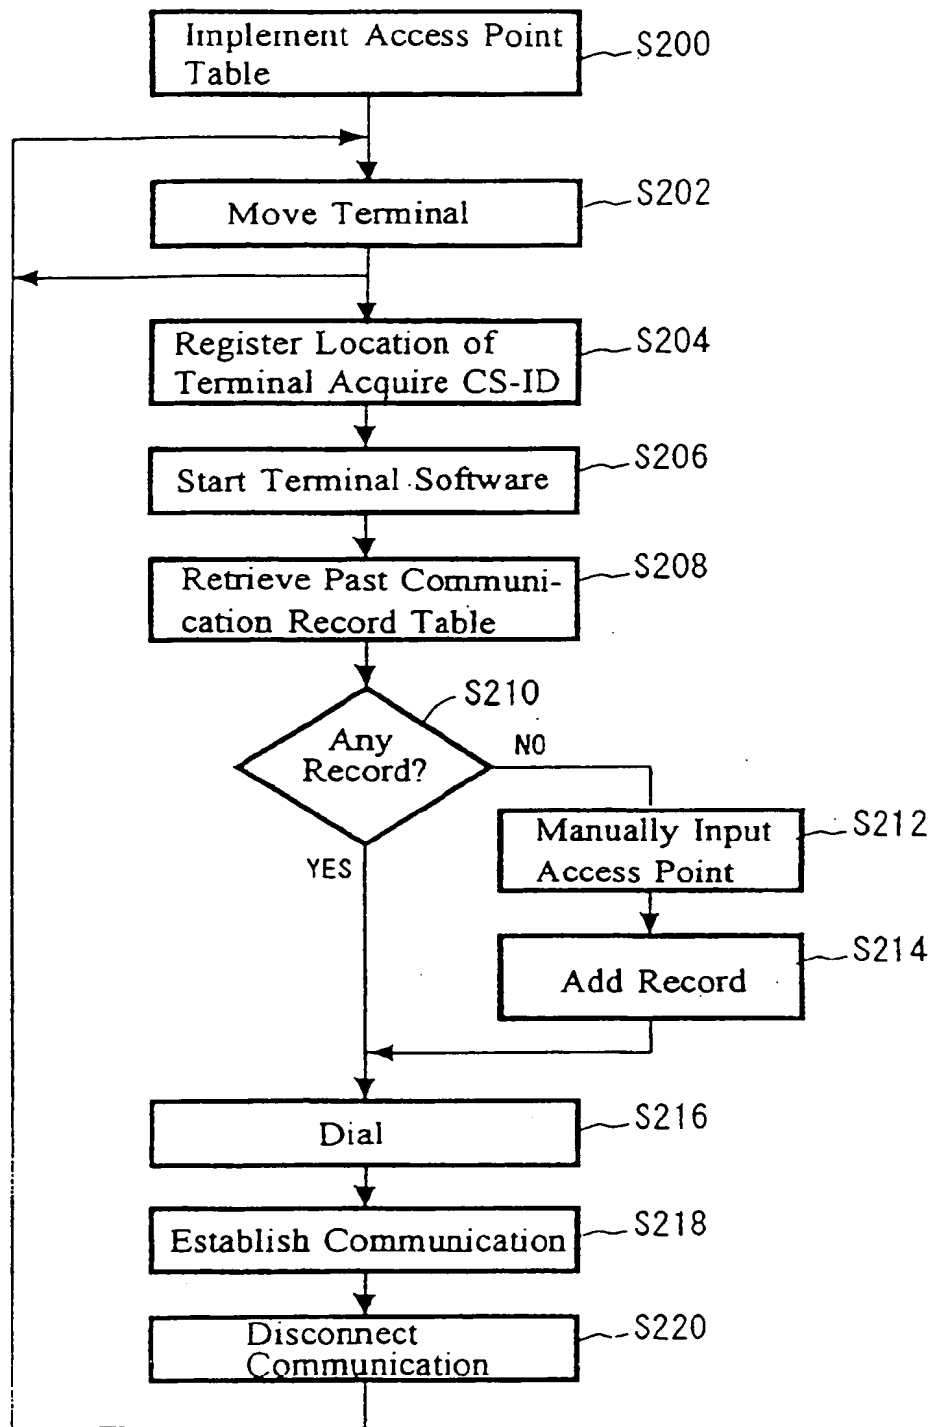 Implement Access Point
Table
S200
Move Terminal
S202
Register Location of
Terminal Acquire CS-ID
S204
Start Terminal Software
S206
Retrieve Past Communi-
cation Record Table
S208
S210
Any
Record?
NO
YES
Manually Input
Access Point
S212
Add Record
S214
Dial
S216
Establish Communication
S218
Disconnect
Communication
S220